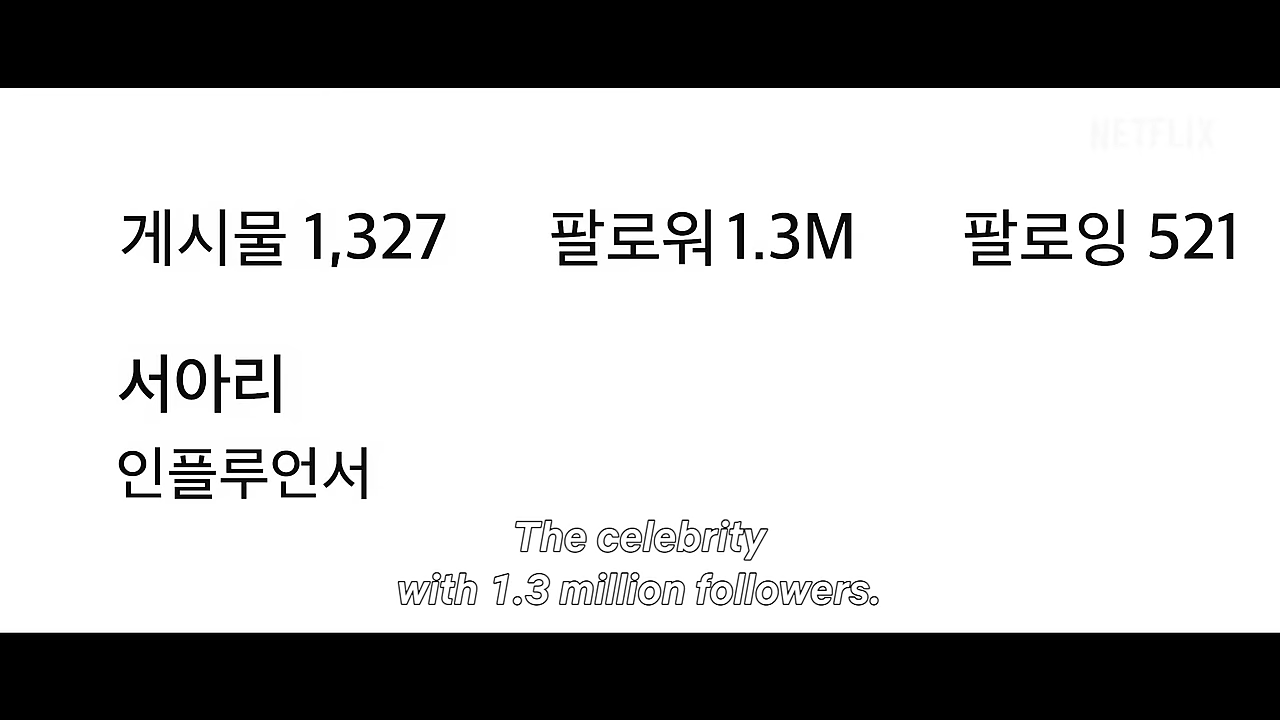 NETFLIX
게시물 1,327 팔로워 1.3M 팔로잉 521
서아리
인플루언서
The celebrity
with 1.3 million followers.